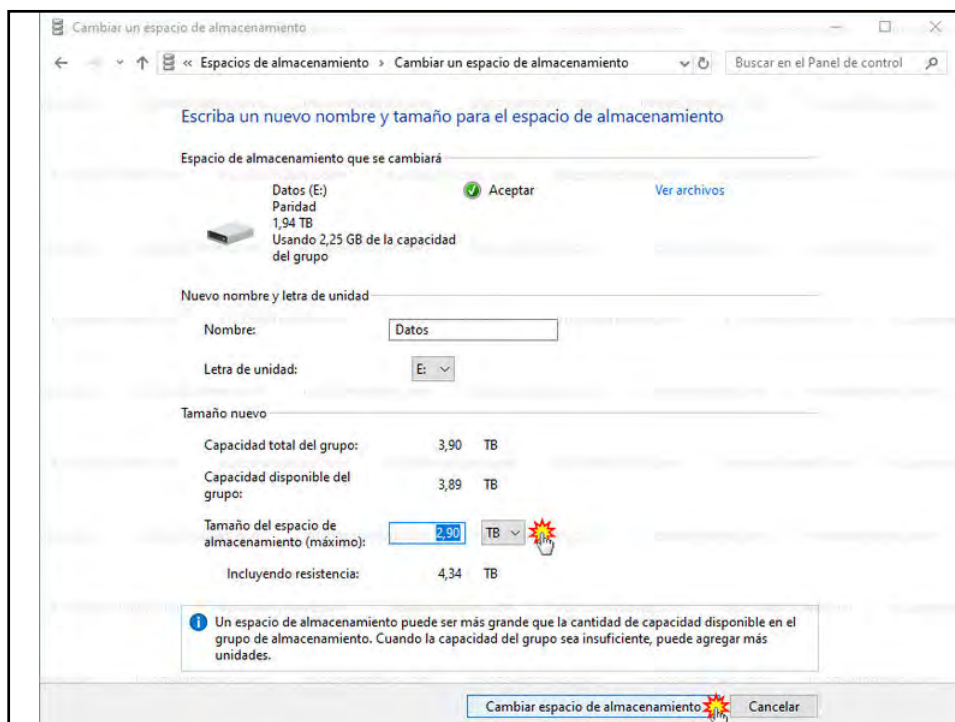 Cambiar un espacio de almacenamiento
« Espacios de almacenamiento › Cambiar un espacio de almacenamiento
Buscar en el Panel de control
Escriba un nuevo nombre y tamaño para el espacio de almacenamiento
Espacio de almacenamiento que se cambiará
Datos (E:) Aceptar Ver archivos
Paridad
1,94 TB
Usando 2,25 GB de la capacidad
del grupo
Nuevo nombre y letra de unidad
Nombre: Datos
Letra de unidad: E:
Tamaño nuevo
Capacidad total del grupo: 3,90 TB
Capacidad disponible del
grupo: 3,89 TB
Tamaño del espacio de
almacenamiento (máximo): 2,90 TB
Incluyendo resistencia: 4,34 TB
Un espacio de almacenamiento puede ser más grande que la cantidad de capacidad disponible en el
grupo de almacenamiento. Cuando la capacidad del grupo sea insuficiente, puede agregar más
unidades.
Cambiar espacio de almacenamiento Cancelar